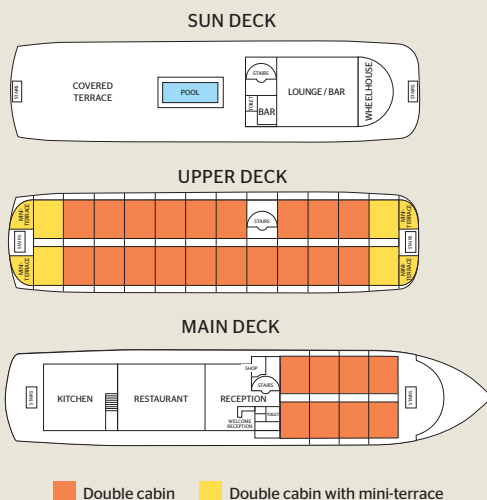 SUN DECK
STAIRS
COVERED
TERRACE
POOL
STAIRS
TOILET
BAR
LOUNGE / BAR
WHEELHOUSE
STAIRS
UPPER DECK
MINI-
TERRACE
STAIRS
MINI-
TERRACE
STAIRS
MINI-
TERRACE
STAIRS
MINI-
TERRACE
MAIN DECK
STAIRS
KITCHEN
RESTAURANT
RECEPTION
SHOP
STAIRS
TOILET
WELCOME
RECEPTION
STAIRS
Double cabin
Double cabin with mini-terrace